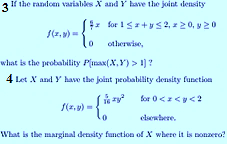 3 If the random variables X and Y have the joint density
f(x, y) = { 6/7 x for 1 ≤ x + y ≤ 2, x ≥ 0, y ≥ 0
0 otherwise,
what is the probability P[max(X, Y) > 1] ?
4 Let X and Y have the joint probability density function
f(x, y) = { 5/16 xy² for 0 < x < y < 2
0 elsewhere.
What is the marginal density function of X where it is nonzero?